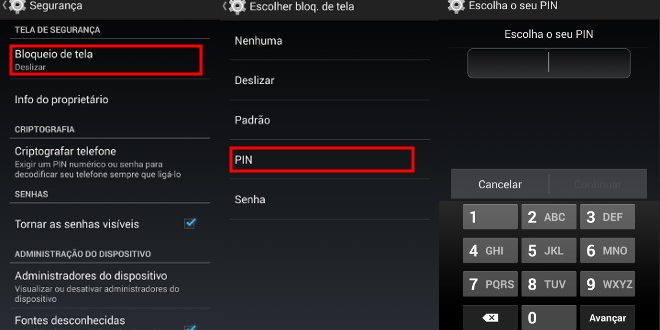 Segurança
TELA DE SEGURANÇA
Bloqueio de tela
Deslizar
Info do proprietário
CRIPTOGRAFIA
Criptografar telefone
Exigir um PIN numérico ou senha para
decodificar seu telefone sempre que ligá-lo
SENHAS
Tornar as senhas visíveis
ADMINISTRAÇÃO DO DISPOSITIVO
Administradores do dispositivo
Visualizar ou desativar administradores do
dispositivo
Fontes desconhecidas
Escolher bloq. de tela
Nenhuma
Deslizar
Padrão
PIN
Senha
Escolha o seu PIN
Escolha o seu PIN
Cancelar Continuar
1 2 ABC 3 DEF
4 GHI 5 JKL 6 MNO
7 PQRS 8 TUV 9 WXYZ
0 Avançar